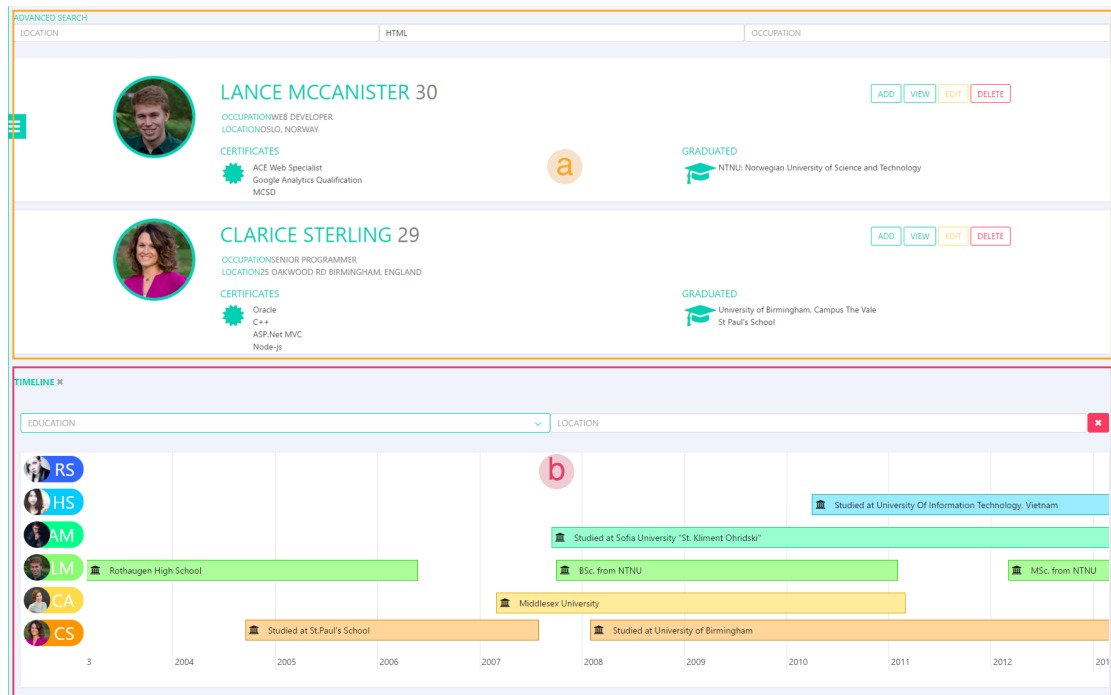 ADVANCED SEARCH
LOCATION HTML OCCUPATION
LANCE MCCANISTER 30
ADD VIEW EDIT DELETE
OCCUPATIONWEB DEVELOPER
LOCATIONOSLO, NORWAY
CERTIFICATES
ACE Web Specialist
Google Analytics Qualification
MCSD
a
GRADUATED
NTNU: Norwegian University of Science and Technology
CLARICE STERLING 29
ADD VIEW EDIT DELETE
OCCUPATIONSENIOR PROGRAMMER
LOCATION25 OAKWOOD RD BIRMINGHAM, ENGLAND
CERTIFICATES
Oracle
C++
ASP.Net MVC
Node-js
GRADUATED
University of Birmingham, Campus The Vale
St Paul's School
TIMELINE
EDUCATION LOCATION
b
RS
HS Studied at University Of Information Technology, Vietnam
AM Studied at Sofia University "St. Kliment Ohridski"
LM Rothaugen High School BSc. from NTNU MSc. from NTNU
CA Middlesex University
CS Studied at St.Paul's School Studied at University of Birmingham
3 2004 2005 2006 2007 2008 2009 2010 2011 2012 201